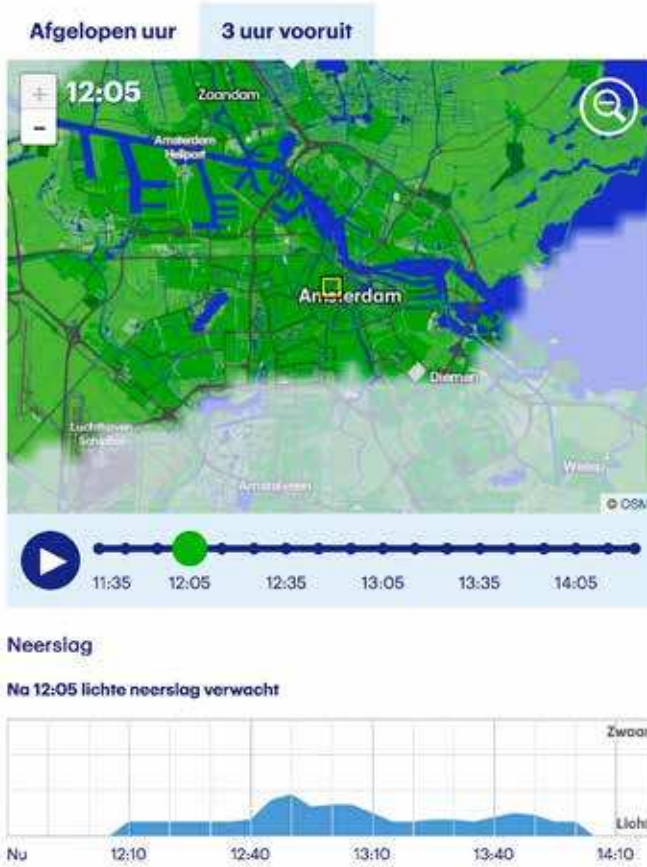 Afgelopen uur 3 uur vooruit
+ 12:05
Zaandam
-
Amsterdam
Heliport
Amsterdam
Diemen
Luchthaven
Schiphol
Amstelveen
Weesp
© OSM
11:35 12:05 12:35 13:05 13:35 14:05
Neerslag
Na 12:05 lichte neerslag verwacht
Zwaar
Licht
Nu 12:10 12:40 13:10 13:40 14:10